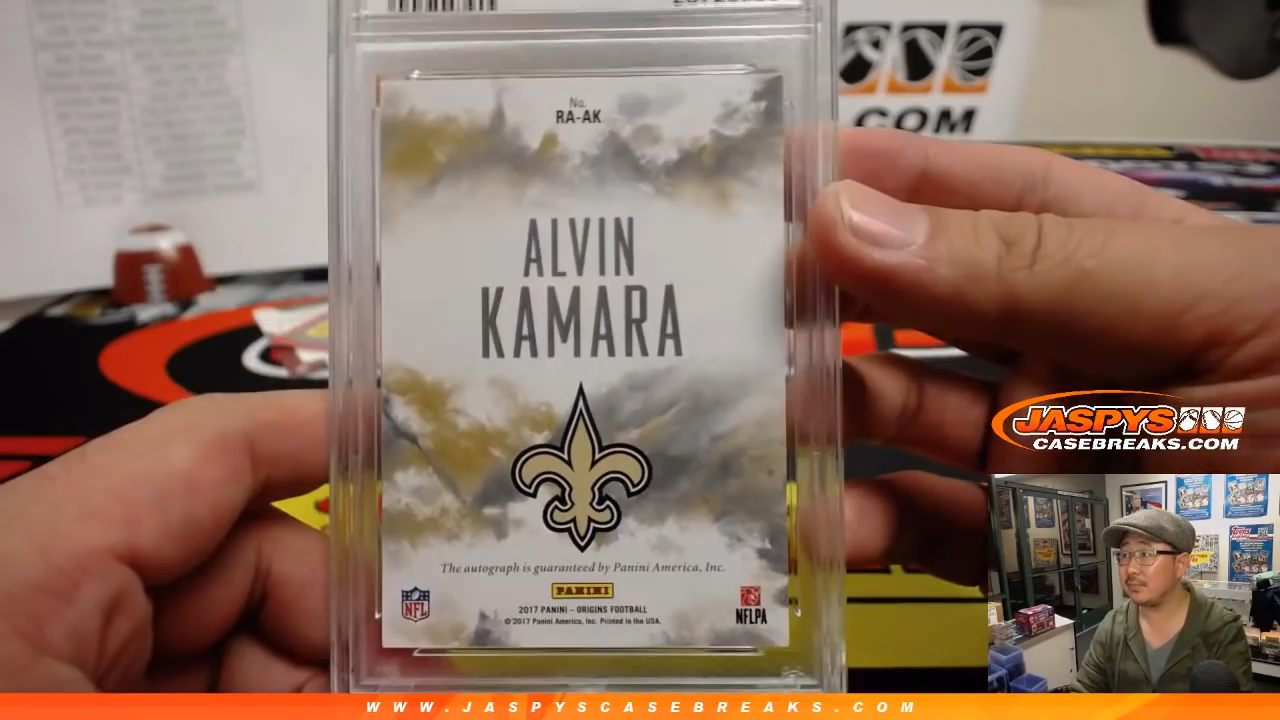 .COM
No.
RA-AK
ALVIN
KAMARA
The autograph is guaranteed by Panini America, Inc.
PANINI
NFL
2017 PANINI – ORIGINS FOOTBALL
©2017 Panini America, Inc. Printed in the USA.
NFLPA
JASPYS
CASEBREAKS.COM
WWW.JASPYSCASEBREAKS.COM